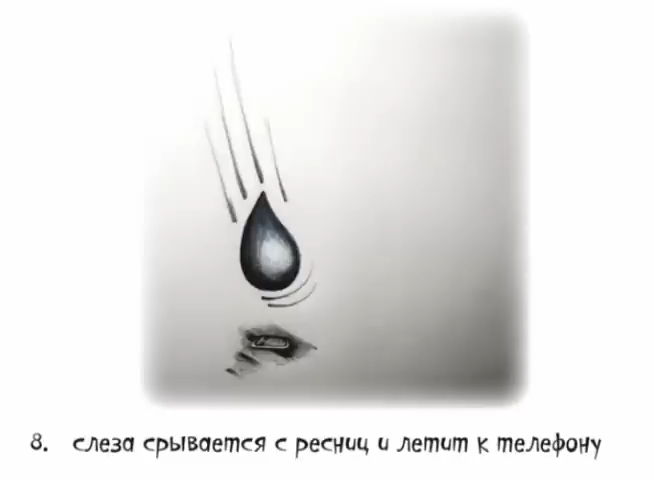 8. слеза срывается с ресниц и летит к телефону